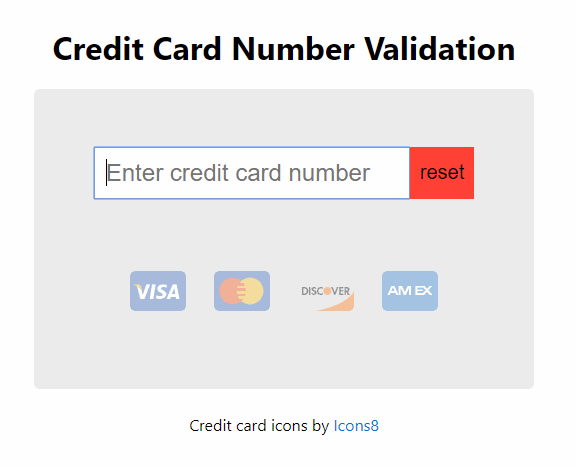 Credit Card Number Validation
Enter credit card number reset
VISA DISCOVER AM EX
Credit card icons by Icons8